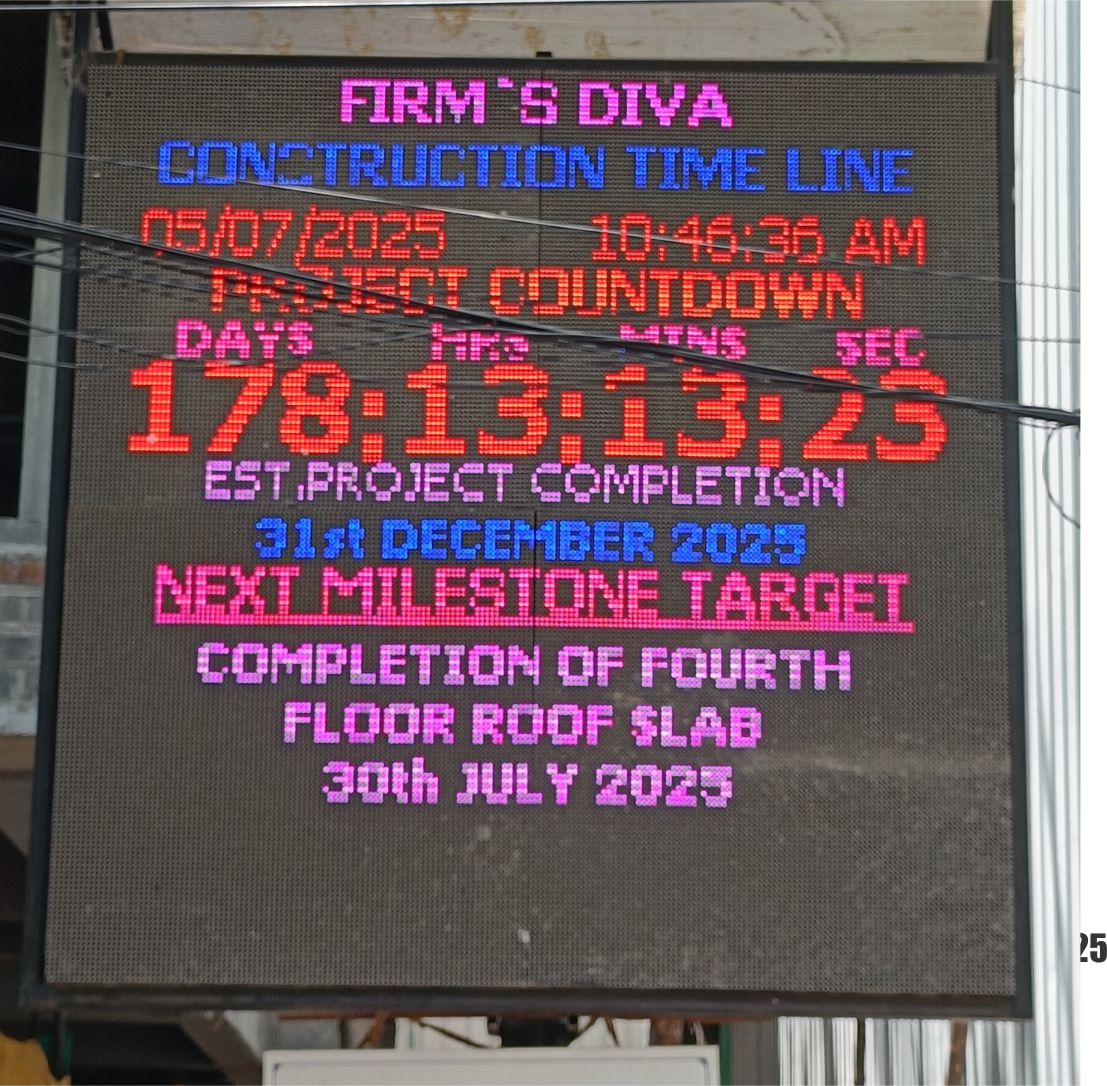 FIRM`S DIVA
CONSTRUCTION TIME LINE
05/07/2025 10:46:36 AM
PROJECT COUNTDOWN
DAYS HRs MINS SEC
178:13:13:23
EST.PROJECT COMPLETION
31st DECEMBER 2025
NEXT MILESTONE TARGET
COMPLETION OF FOURTH
FLOOR ROOF SLAB
30th JULY 2025
25